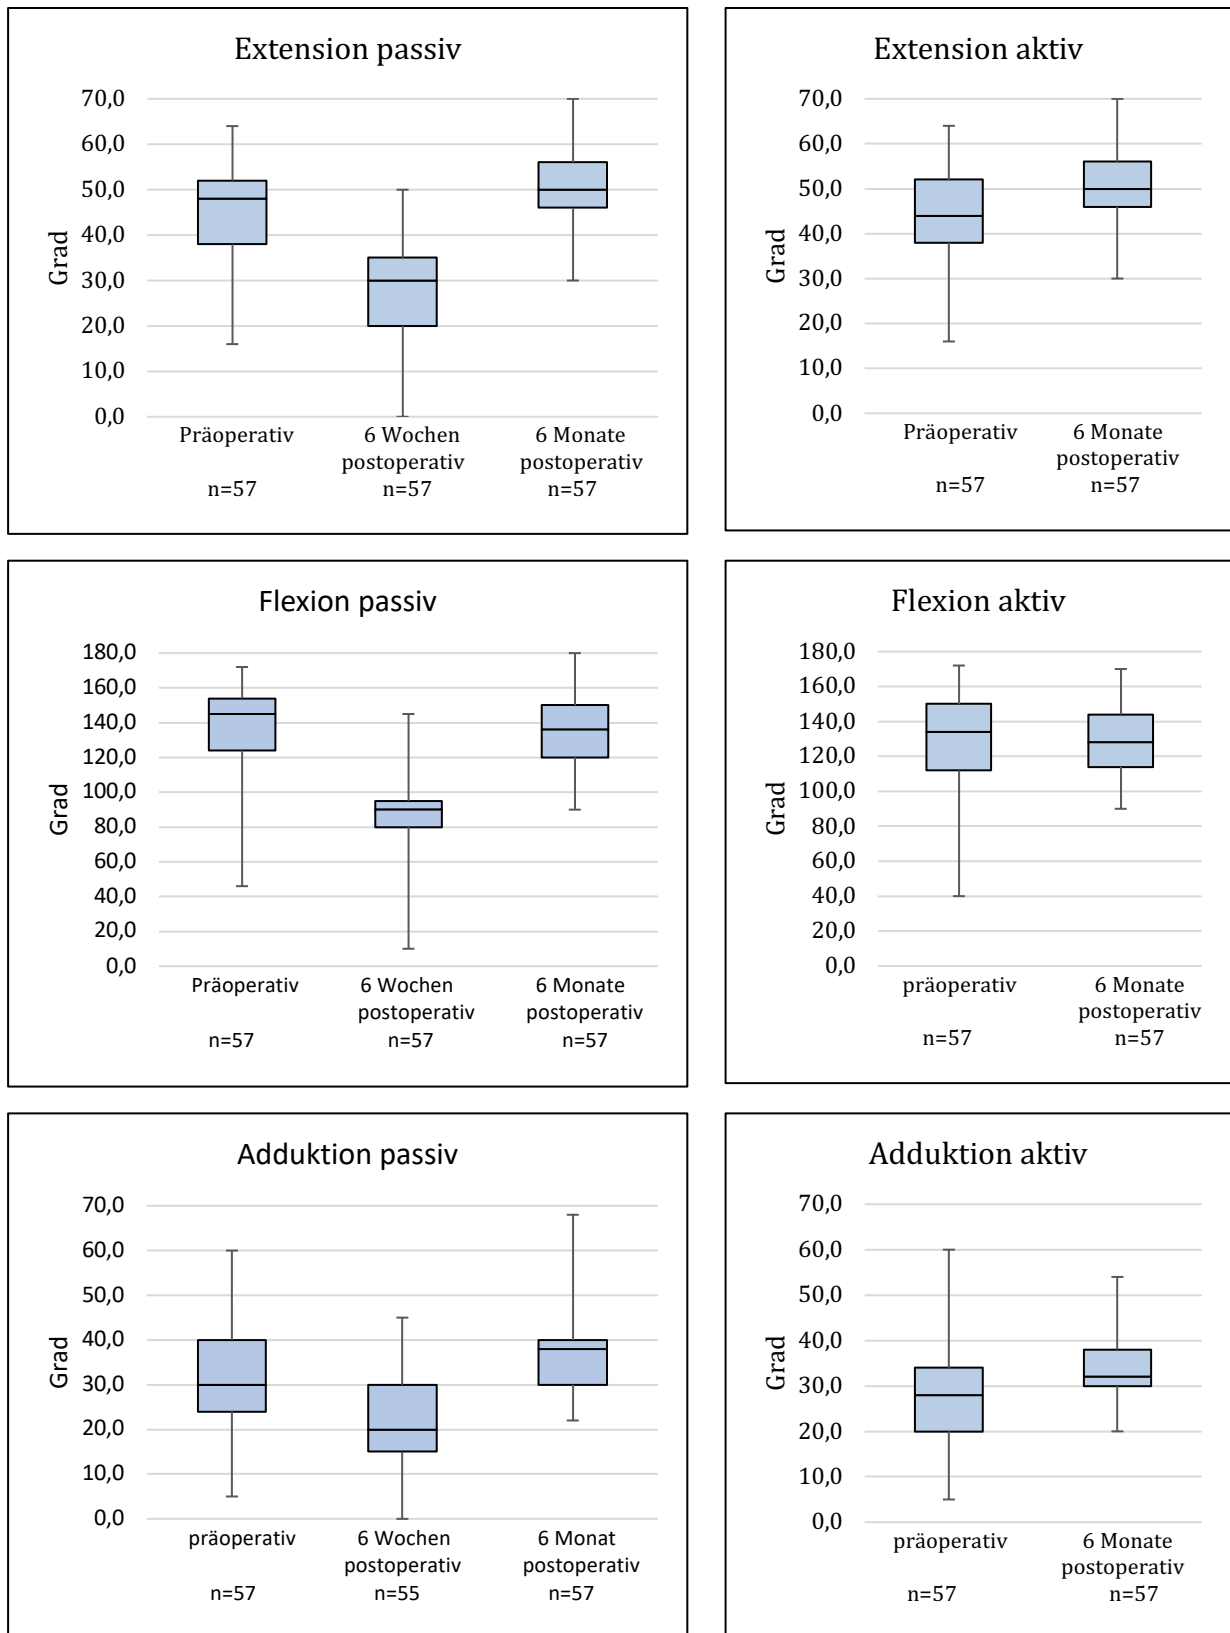 Extension passiv
70,0
60,0
50,0
40,0
30,0
20,0
10,0
0,0
Grad
Präoperativ
6 Wochen
postoperativ
6 Monate
postoperativ
n=57
n=57
n=57
Extension aktiv
70,0
60,0
50,0
40,0
30,0
20,0
10,0
0,0
Grad
Präoperativ
6 Monate
postoperativ
n=57
n=57
Flexion passiv
180,0
160,0
140,0
120,0
100,0
80,0
60,0
40,0
20,0
0,0
Grad
Präoperativ
6 Wochen
postoperativ
6 Monate
postoperativ
n=57
n=57
n=57
Flexion aktiv
180,0
160,0
140,0
120,0
100,0
80,0
60,0
40,0
20,0
0,0
Grad
präoperativ
6 Monate
postoperativ
n=57
n=57
Adduktion passiv
70,0
60,0
50,0
40,0
30,0
20,0
10,0
0,0
Grad
präoperativ
6 Wochen
postoperativ
6 Monat
postoperativ
n=57
n=55
n=57
Adduktion aktiv
70,0
60,0
50,0
40,0
30,0
20,0
10,0
0,0
Grad
präoperativ
6 Monate
postoperativ
n=57
n=57